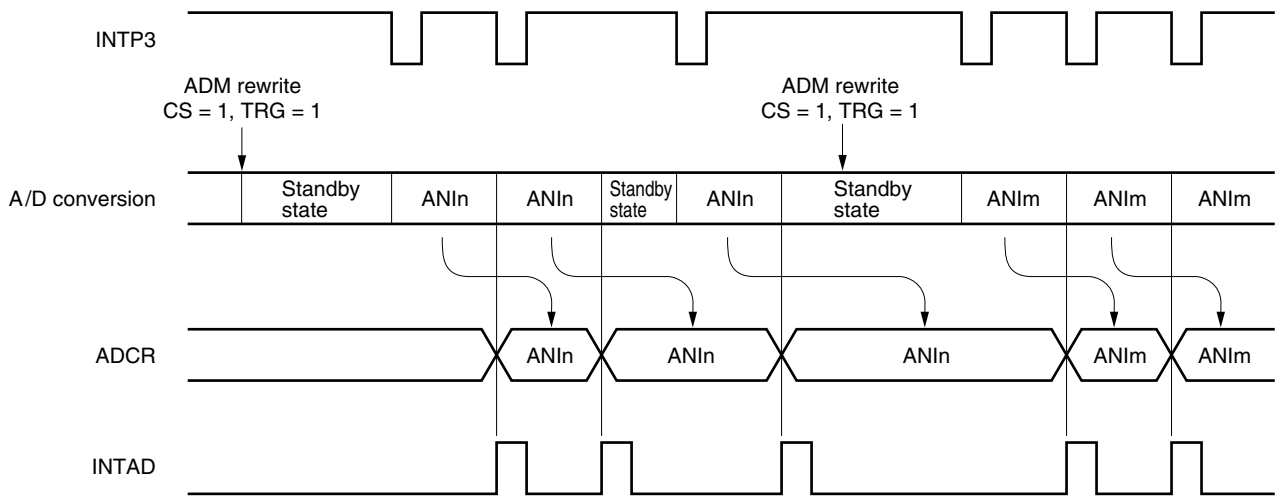 INTP3
ADM rewrite
CS = 1, TRG = 1
ADM rewrite
CS = 1, TRG = 1
A/D conversion
Standby
state
ANIn
ANIn
Standby
state
ANIn
Standby
state
ANIm
ANIm
ANIm
ADCR
ANIn
ANIn
ANIn
ANIm
ANIm
INTAD